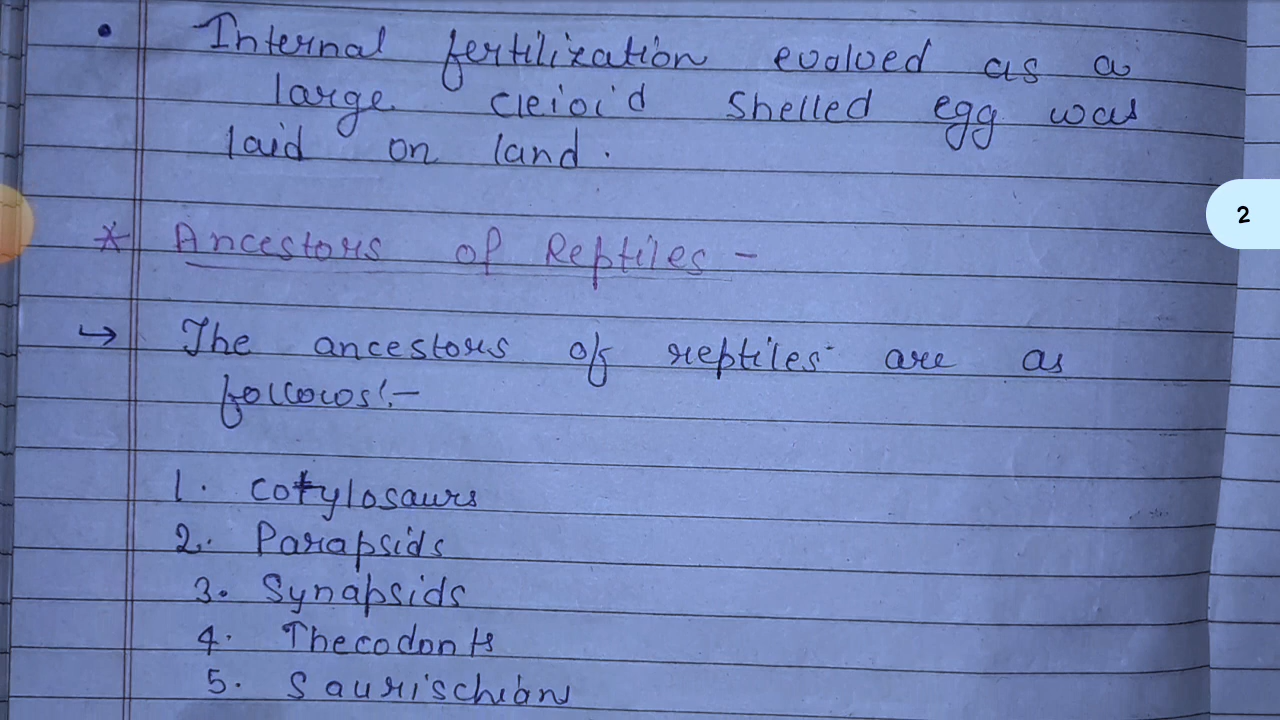 • Internal fertilization evolved as a
large cleioid shelled egg was
laid on land.
2
* Ancestors of Reptiles -
→ The ancestors of reptiles are as
follows:-
1. Cotylosaurs
2. Parapsids
3. Synapsids
4. Thecodonts
5. Saurischians